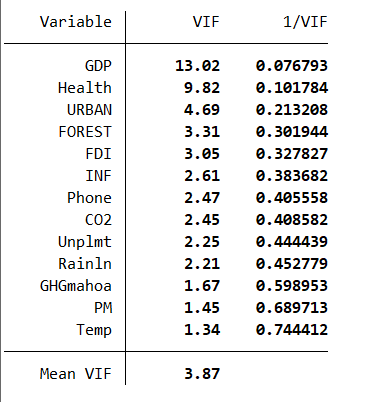 Variable VIF 1/VIF
GDP 13.02 0.076793
Health 9.82 0.101784
URBAN 4.69 0.213208
FOREST 3.31 0.301944
FDI 3.05 0.327827
INF 2.61 0.383682
Phone 2.47 0.405558
CO2 2.45 0.408582
Unplmt 2.25 0.444439
Rainln 2.21 0.452779
GHGmahoa 1.67 0.598953
PM 1.45 0.689713
Temp 1.34 0.744412
Mean VIF 3.87